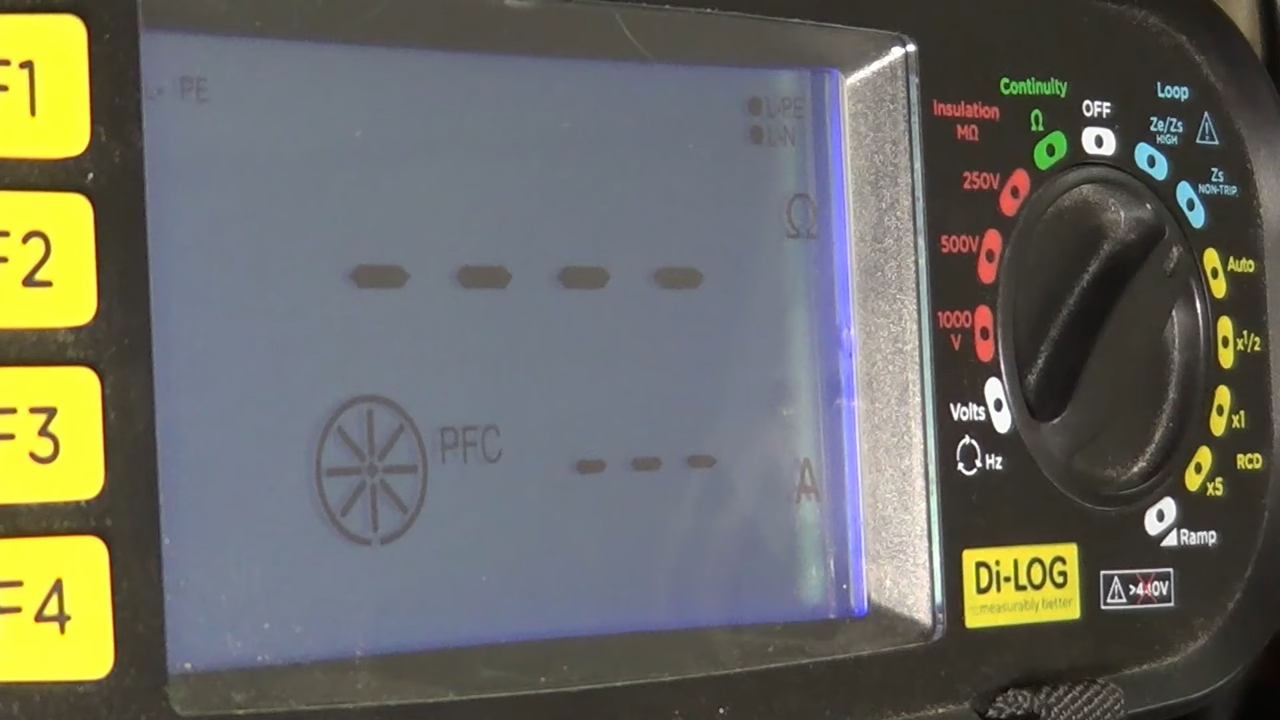 F1
F2
F3
F4
L- PE
L-PE
L-N
Ω
- - - -
PFC
- - -
A
Continuity
Ω
OFF
Loop
Ze/Zs
HIGH
Zs
NON-TRIP
Insulation
MΩ
250V
500V
1000
V
Volts
Hz
Auto
x1/2
x1
RCD
x5
Ramp
Di-LOG
measurably better
>440V